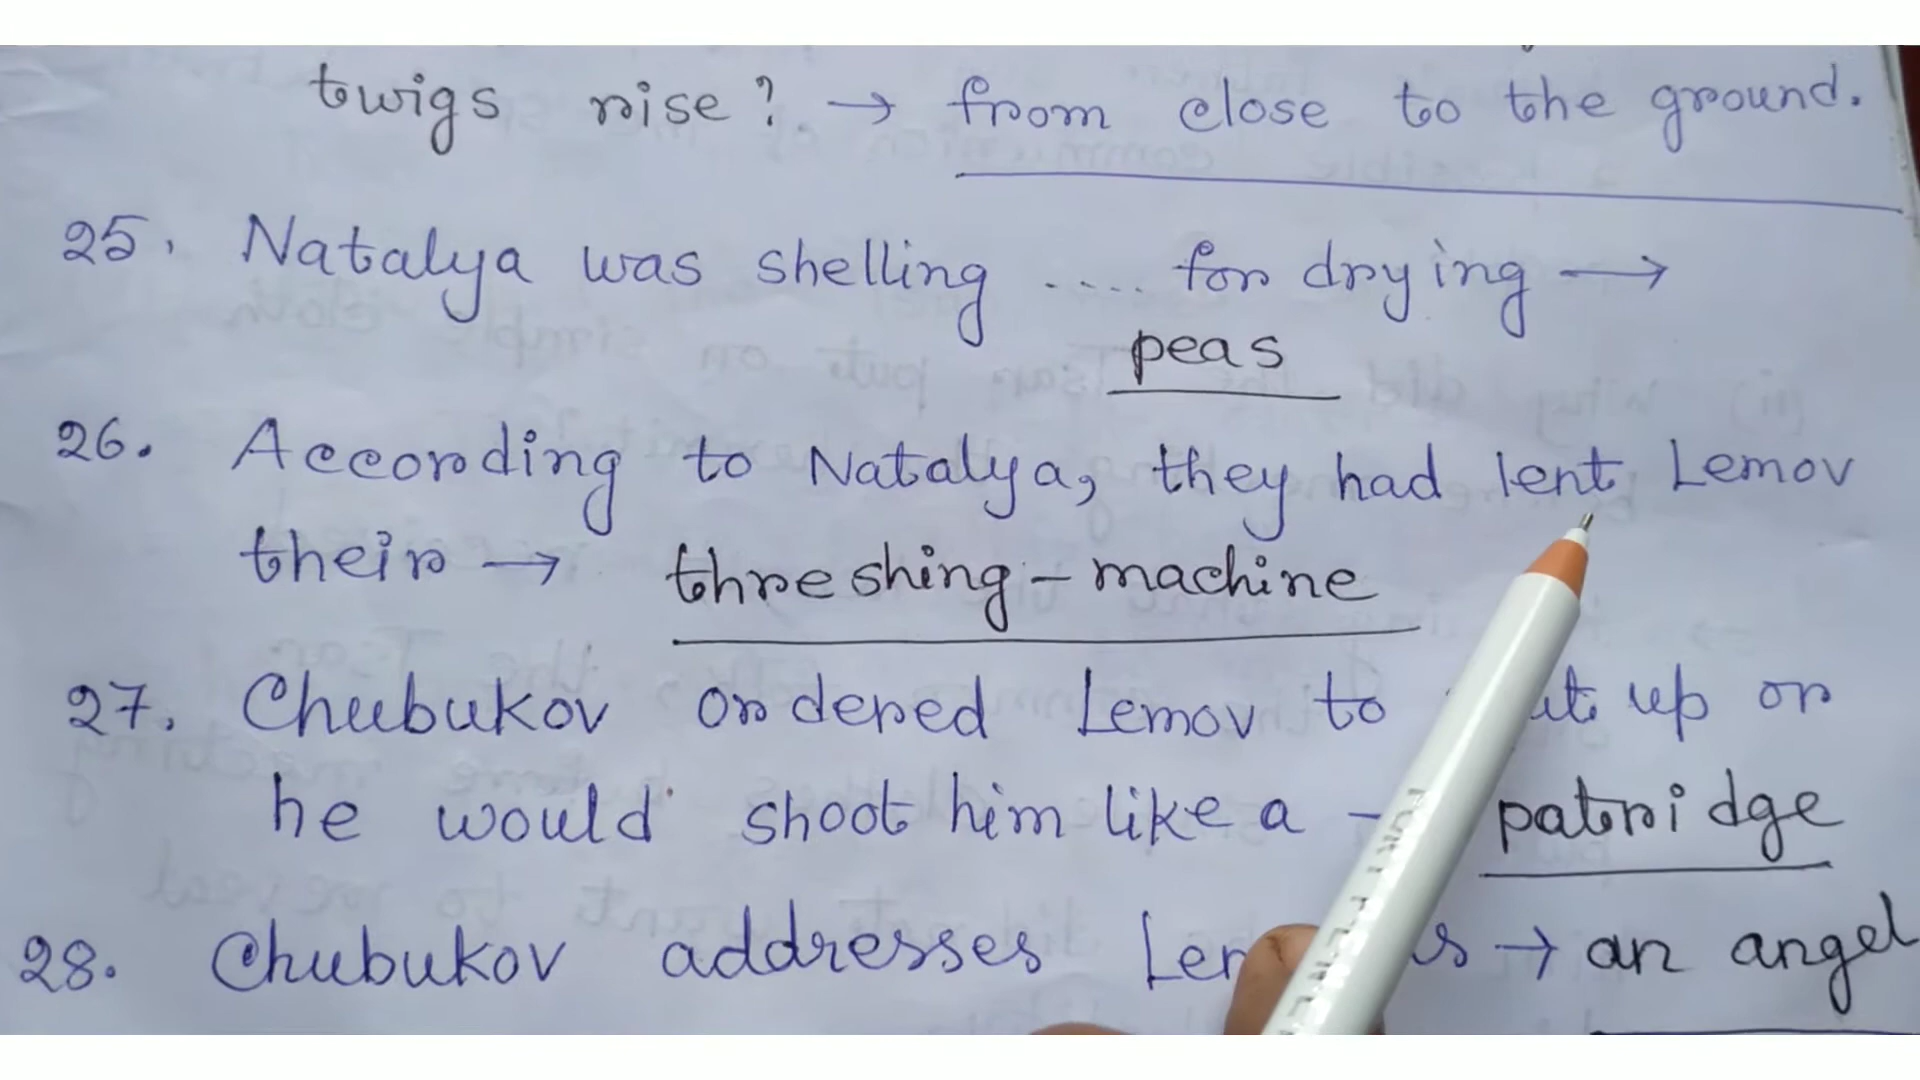 twigs rise? → from close to the ground.
25. Natalya was shelling .... for drying →
peas
26. According to Natalya, they had lent Lemov
their → threshing - machine
27. Chubukov ordered Lemov to up or
he would shoot him like a patridge
28. Chubukov addresses → an angel